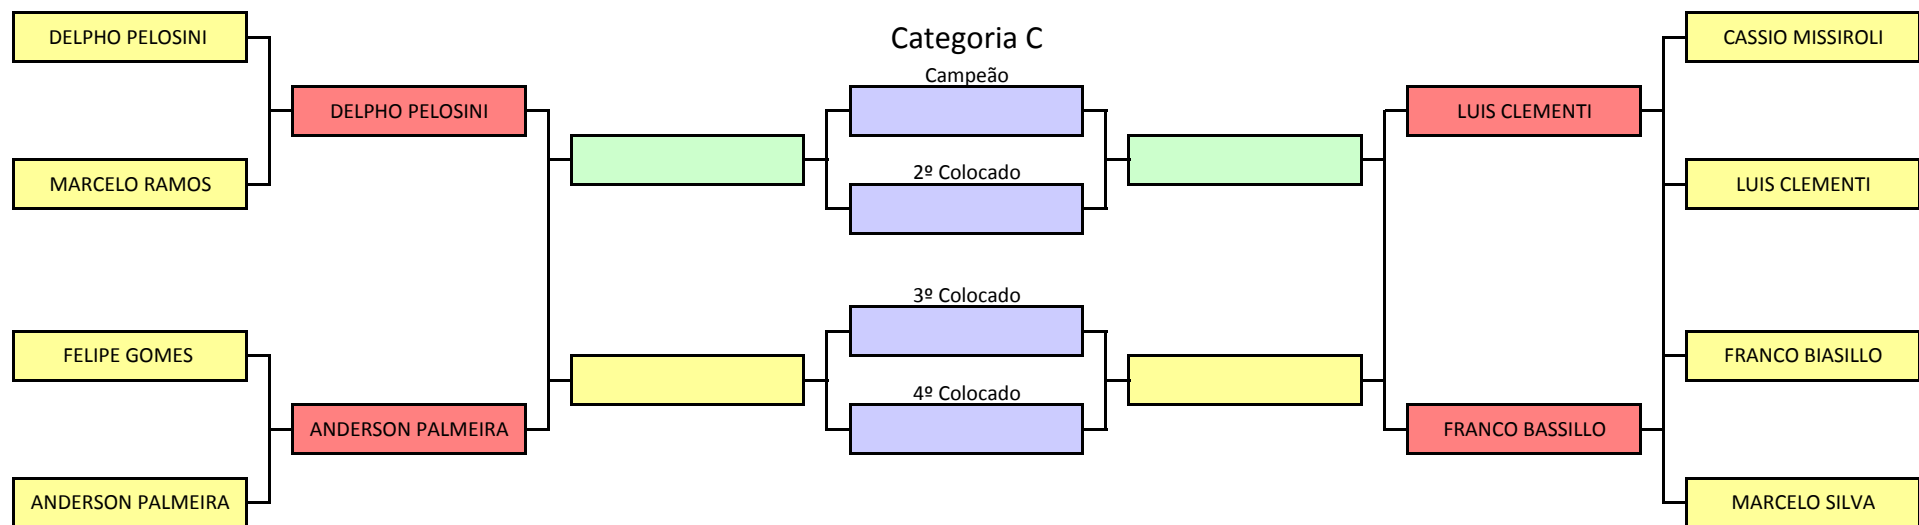 DELPHO PELOSINI
Categoria C
CASSIO MISSIROLI
Campeão
DELPHO PELOSINI
LUIS CLEMENTI
MARCELO RAMOS
2º Colocado
LUIS CLEMENTI
3º Colocado
FELIPE GOMES
FRANCO BIASILLO
4º Colocado
ANDERSON PALMEIRA
FRANCO BASSILLO
ANDERSON PALMEIRA
MARCELO SILVA